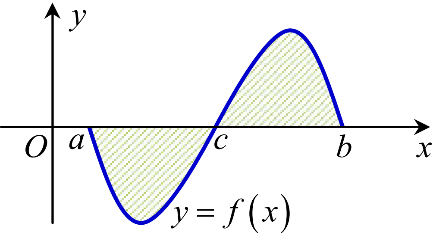 y
O a c b x
y = f(x)